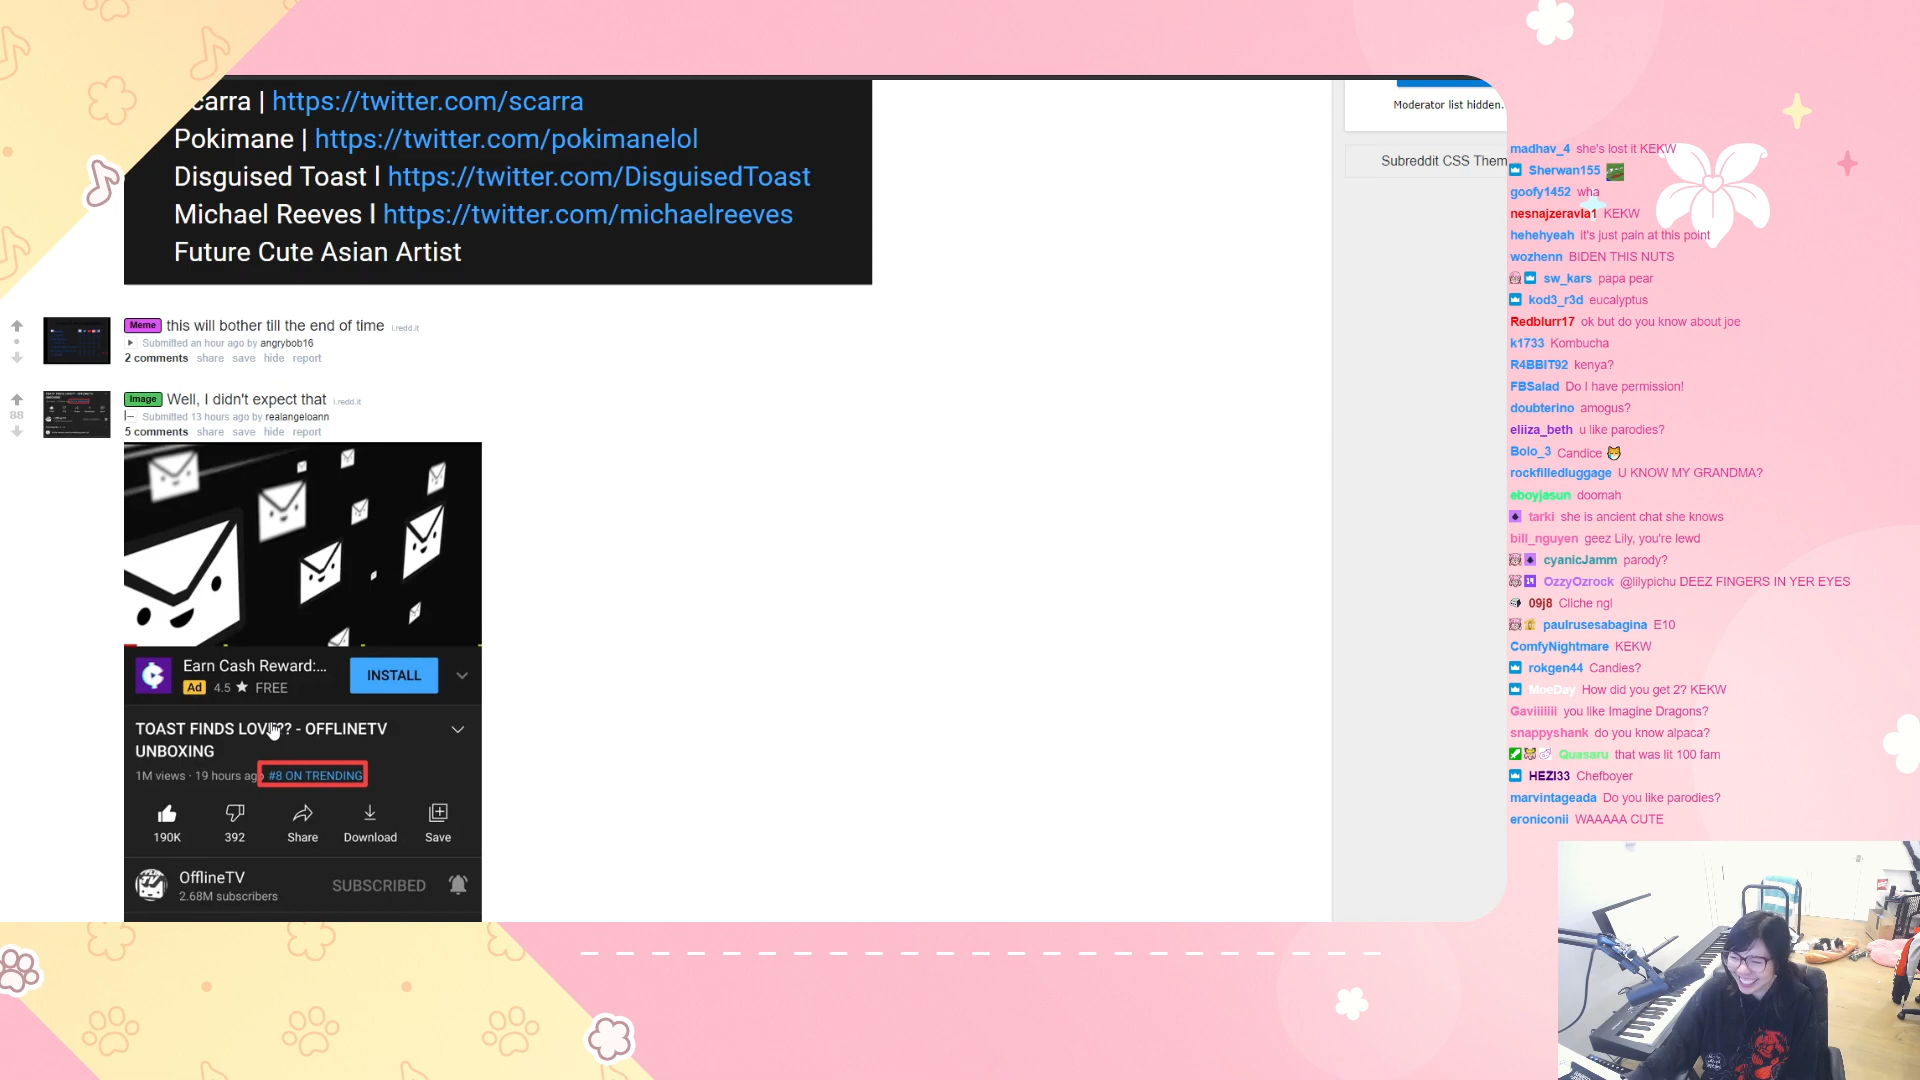 carra | https://twitter.com/scarra
Pokimane | https://twitter.com/pokimanelol
Disguised Toast l https://twitter.com/DisguisedToast
Michael Reeves l https://twitter.com/michaelreeves
Future Cute Asian Artist
Meme this will bother till the end of time i.redd.it
Submitted an hour ago by angrybob16
2 comments share save hide report
88
Image Well, I didn't expect that i.redd.it
Submitted 13 hours ago by realangeloann
5 comments share save hide report
Earn Cash Reward:...
Ad 4.5 ★ FREE
INSTALL
TOAST FINDS LOVE?? - OFFLINETV
UNBOXING
1M views · 19 hours ago #8 ON TRENDING
190K 392 Share Download Save
OfflineTV
2.68M subscribers
SUBSCRIBED
Moderator list hidden.
Subreddit CSS Them
madhav_4 she's lost it KEKW
Sherwan155
goofy1452 wha
nesnajzeravla1 KEKW
hehehyeah it's just pain at this point
wozhenn BIDEN THIS NUTS
sw_kars papa pear
kod3_r3d eucalyptus
Redblurr17 ok but do you know about joe
k1733 Kombucha
R4BBIT92 kenya?
FBSalad Do I have permission!
doubterino amogus?
eliiza_beth u like parodies?
Bolo_3 Candice
rockfilledluggage U KNOW MY GRANDMA?
eboyjasun doomah
tarki she is ancient chat she knows
bill_nguyen geez Lily, you're lewd
cyanicJamm parody?
OzzyOzrock @lilypichu DEEZ FINGERS IN YER EYES
09j8 Cliche ngl
paulrusesabagina E10
ComfyNightmare KEKW
rokgen44 Candies?
MoeDay How did you get 2? KEKW
Gaviiiiiii you like Imagine Dragons?
snappyshank do you know alpaca?
Quasaru that was lit 100 fam
HEZI33 Chefboyer
marvintageada Do you like parodies?
eroniconii WAAAAA CUTE